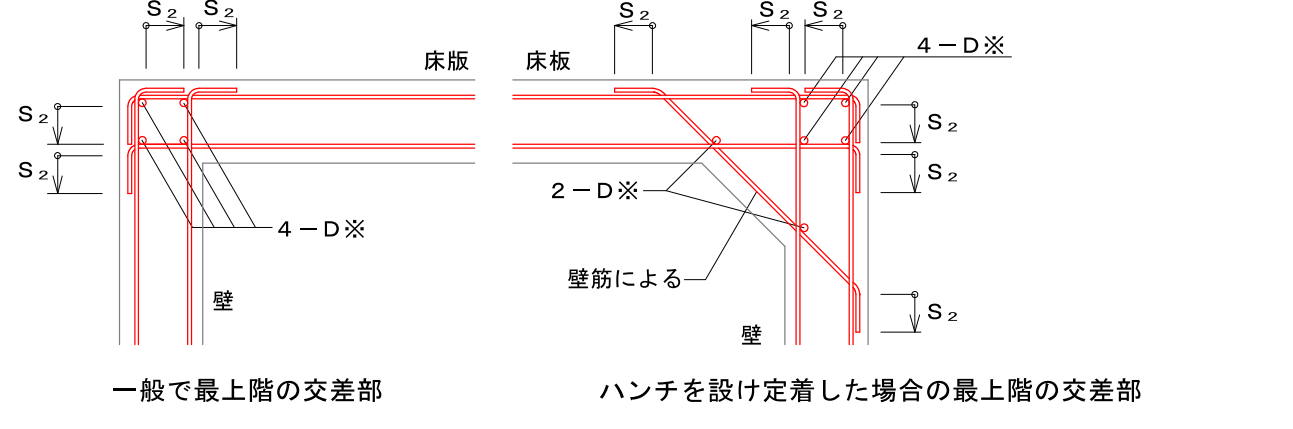 S2 S2 S2 S2 S2
床版 床板 4－D※
S2 S2
S2 S2
2－D※
4－D※
壁筋による
壁 S2
壁
一般で最上階の交差部 ハンチを設け定着した場合の最上階の交差部